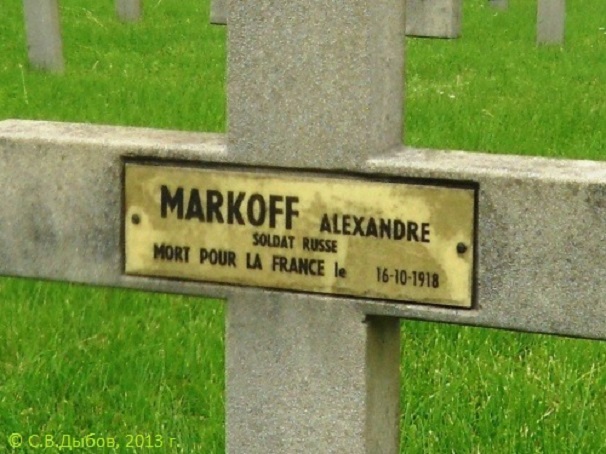 MARKOFF ALEXANDRE
SOLDAT RUSSE
MORT POUR LA FRANCE le 16-10-1918
© С.В.Дыбов, 2013 г.